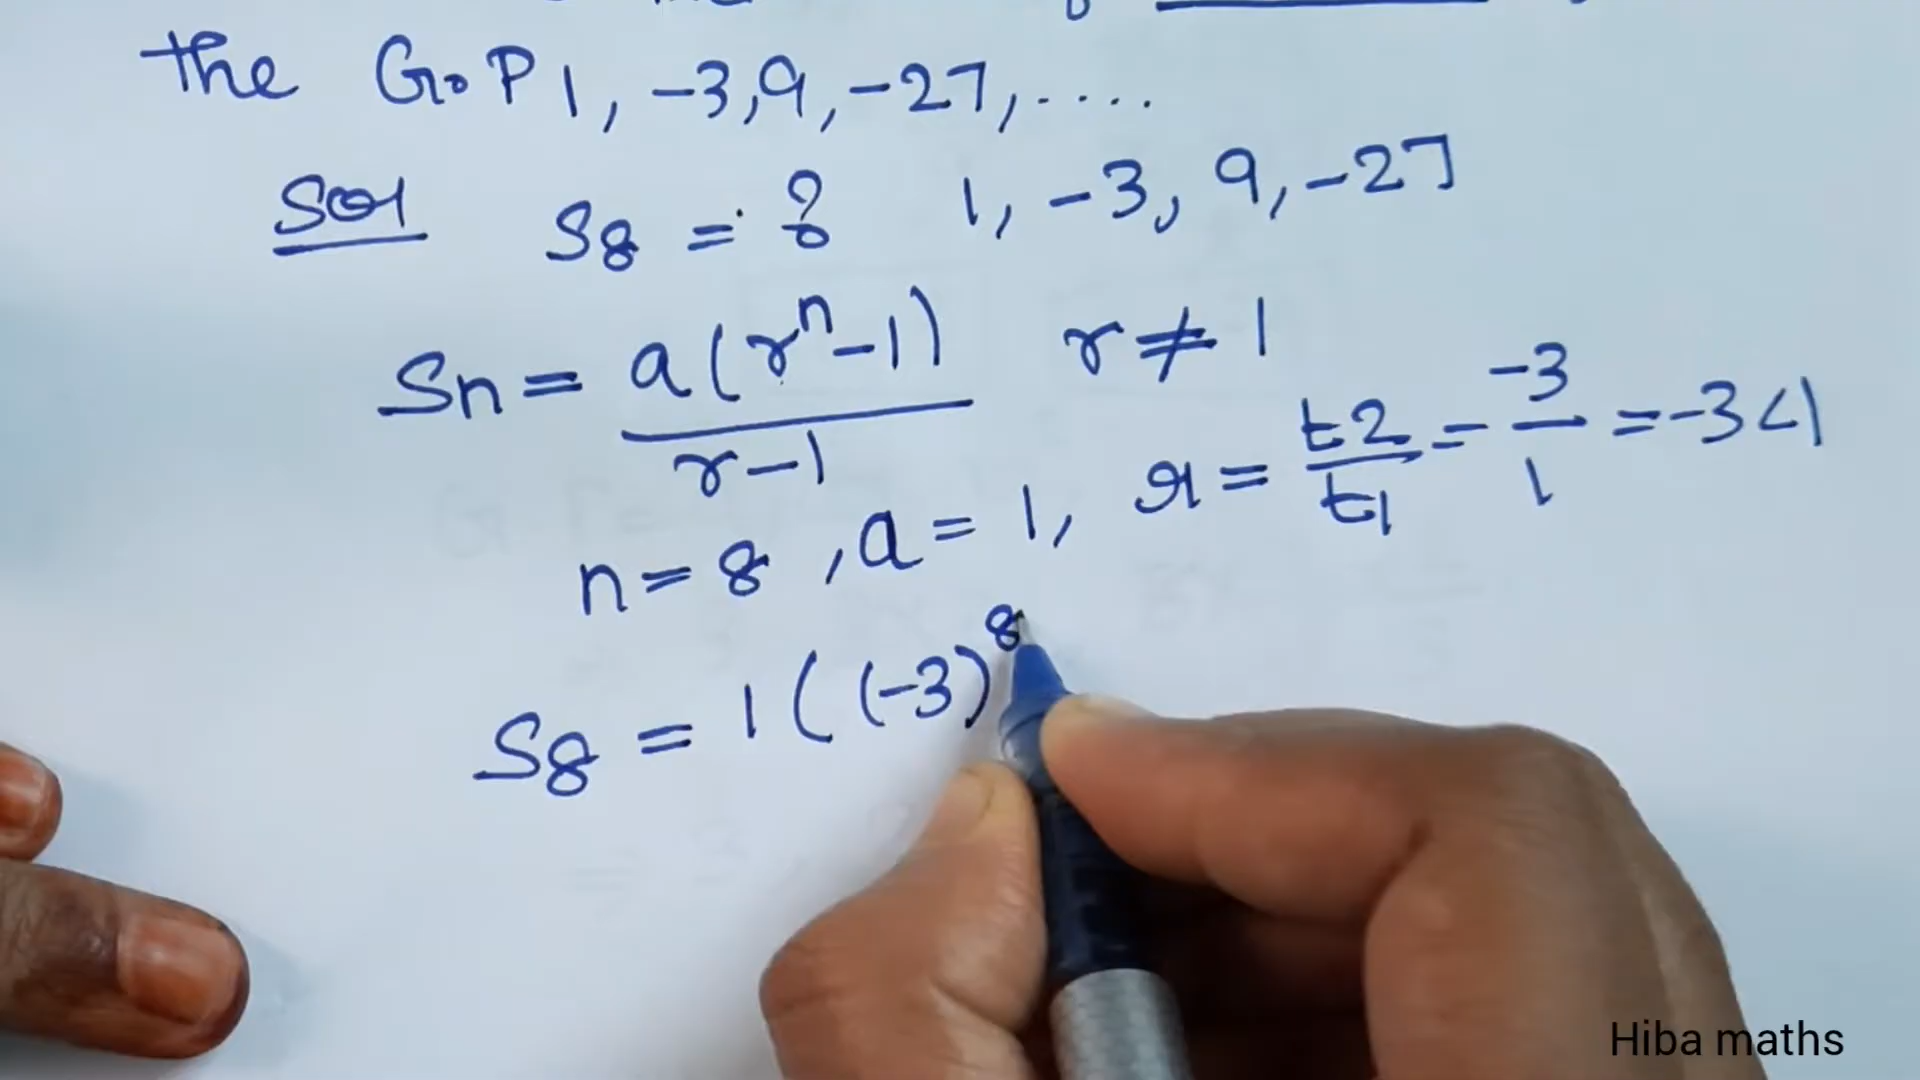 the G.P 1, -3, 9, -27, ....
Sol S8 = ? 1, -3, 9, -27
Sn = a(r^n - 1) / r - 1 r ≠ 1
n = 8, a = 1, r = t2/t1 = -3/1 = -3 < 1
S8 = 1 ( (-3)^8
Hiba maths